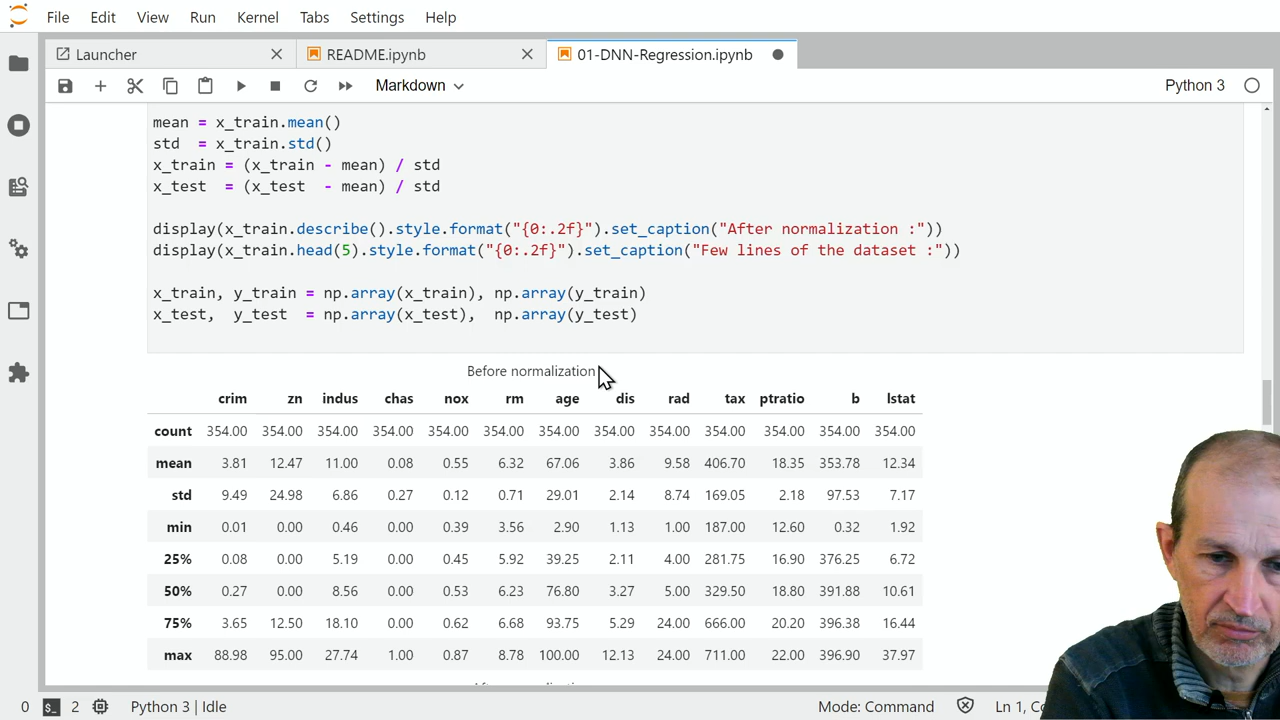 File Edit View Run Kernel Tabs Settings Help
Launcher README.ipynb 01-DNN-Regression.ipynb
Markdown Python 3
mean = x_train.mean()
std = x_train.std()
x_train = (x_train - mean) / std
x_test = (x_test - mean) / std
display(x_train.describe().style.format("{0:.2f}").set_caption("After normalization :"))
display(x_train.head(5).style.format("{0:.2f}").set_caption("Few lines of the dataset :"))
x_train, y_train = np.array(x_train), np.array(y_train)
x_test, y_test = np.array(x_test), np.array(y_test)
Before normalization
crim zn indus chas nox rm age dis rad tax ptratio b lstat
count 354.00 354.00 354.00 354.00 354.00 354.00 354.00 354.00 354.00 354.00 354.00 354.00 354.00
mean 3.81 12.47 11.00 0.08 0.55 6.32 67.06 3.86 9.58 406.70 18.35 353.78 12.34
std 9.49 24.98 6.86 0.27 0.12 0.71 29.01 2.14 8.74 169.05 2.18 97.53 7.17
min 0.01 0.00 0.46 0.00 0.39 3.56 2.90 1.13 1.00 187.00 12.60 0.32 1.92
25% 0.08 0.00 5.19 0.00 0.45 5.92 39.25 2.11 4.00 281.75 16.90 376.25 6.72
50% 0.27 0.00 8.56 0.00 0.53 6.23 76.80 3.27 5.00 329.50 18.80 391.88 10.61
75% 3.65 12.50 18.10 0.00 0.62 6.68 93.75 5.29 24.00 666.00 20.20 396.38 16.44
max 88.98 95.00 27.74 1.00 0.87 8.78 100.00 12.13 24.00 711.00 22.00 396.90 37.97
0 $_ 2 Python 3 | Idle Mode: Command Ln 1,